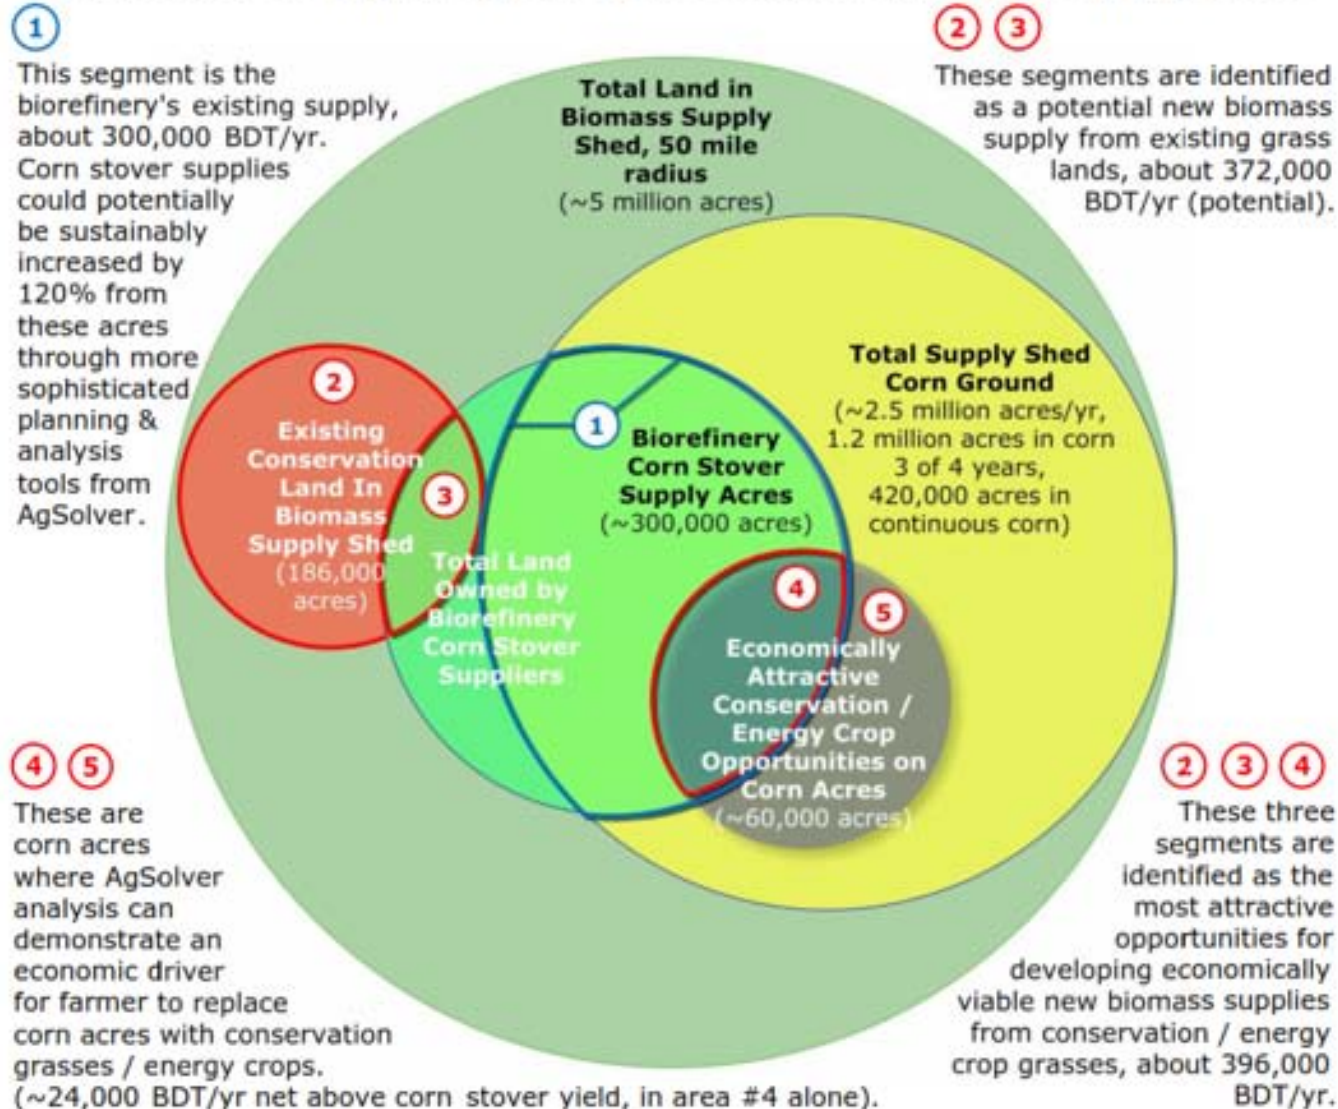 1
This segment is the
biorefinery's existing supply,
about 300,000 BDT/yr.
Corn stover supplies
could potentially
be sustainably
increased by
120% from
these acres
through more
sophisticated
planning &
analysis
tools from
AgSolver.
2 3
These segments are identified
as a potential new biomass
supply from existing grass
lands, about 372,000
BDT/yr (potential).
Total Land in
Biomass Supply
Shed, 50 mile
radius
(~5 million acres)
Total Supply Shed
Corn Ground
(~2.5 million acres/yr,
1.2 million acres in corn
3 of 4 years,
420,000 acres in
continuous corn)
1
Biorefinery
Corn Stover
Supply Acres
(~300,000 acres)
2
Existing
Conservation
Land In
Biomass
Supply Shed
(186,000
acres)
3
Total Land
Owned by
Biorefinery
Corn Stover
Suppliers
4
5
Economically
Attractive
Conservation /
Energy Crop
Opportunities on
Corn Acres
(~60,000 acres)
4 5
These are
corn acres
where AgSolver
analysis can
demonstrate an
economic driver
for farmer to replace
corn acres with conservation
grasses / energy crops.
(~24,000 BDT/yr net above corn stover yield, in area #4 alone).
2 3 4
These three
segments are
identified as the
most attractive
opportunities for
developing economically
viable new biomass supplies
from conservation / energy
crop grasses, about 396,000
BDT/yr.